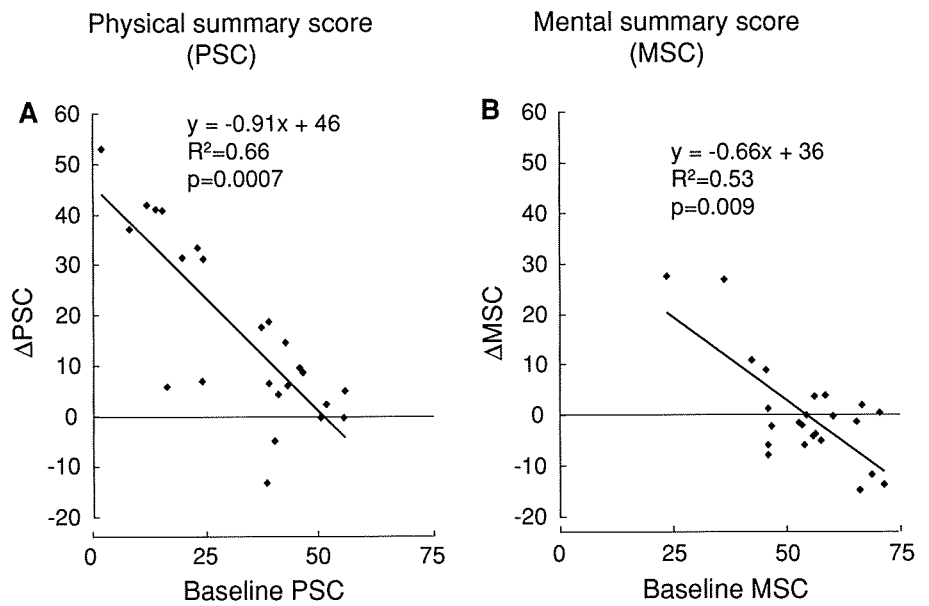 Physical summary score
(PSC)
Mental summary score
(MSC)
A
60
50
40
30
20
10
0
-10
-20
ΔPSC
y = -0.91x + 46
R²=0.66
p=0.0007
0
25
50
75
Baseline PSC
B
60
50
40
30
20
10
0
-10
-20
ΔMSC
y = -0.66x + 36
R²=0.53
p=0.009
0
25
50
75
Baseline MSC